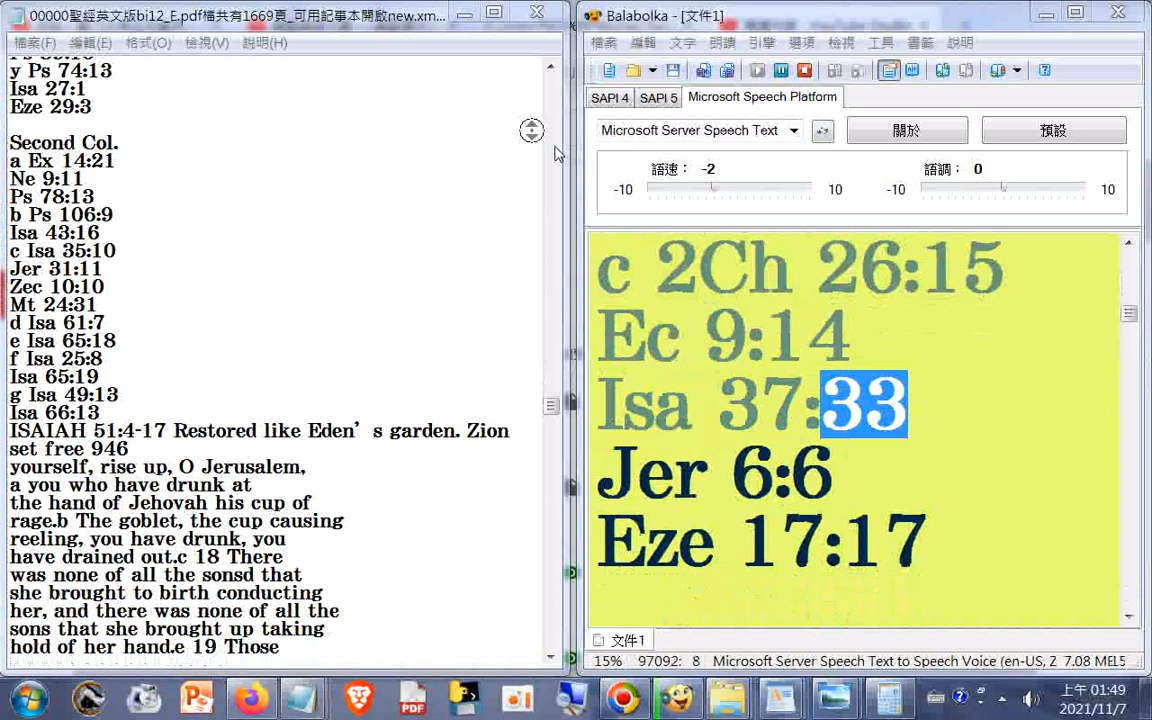 00000聖經英文版bi12_E.pdf檔共有1669頁_可用記事本開啟new.xm...
檔案(F) 編輯(E) 格式(O) 檢視(V) 說明(H)
y Ps 74:13
Isa 27:1
Eze 29:3
Second Col.
a Ex 14:21
Ne 9:11
Ps 78:13
b Ps 106:9
Isa 43:16
c Isa 35:10
Jer 31:11
Zec 10:10
Mt 24:31
d Isa 61:7
e Isa 65:18
f Isa 25:8
Isa 65:19
g Isa 49:13
Isa 66:13
ISAIAH 51:4-17 Restored like Eden’s garden. Zion
set free 946
yourself, rise up, O Jerusalem,
a you who have drunk at
the hand of Jehovah his cup of
rage.b The goblet, the cup causing
reeling, you have drunk, you
have drained out.c 18 There
was none of all the sonsd that
she brought to birth conducting
her, and there was none of all the
sons that she brought up taking
hold of her hand.e 19 Those
Balabolka - [文件1]
檔案 編輯 文字 朗讀 引擎 選項 檢視 工具 書籤 說明
SAPI 4 SAPI 5 Microsoft Speech Platform
Microsoft Server Speech Text 關於 預設
語速： -2 語調： 0
-10 10 -10 10
c 2Ch 26:15
Ec 9:14
Isa 37:33
Jer 6:6
Eze 17:17
文件1
15% 97092: 8 Microsoft Server Speech Text to Speech Voice (en-US, Z 7.08 MB
上午 01:49
2021/11/7